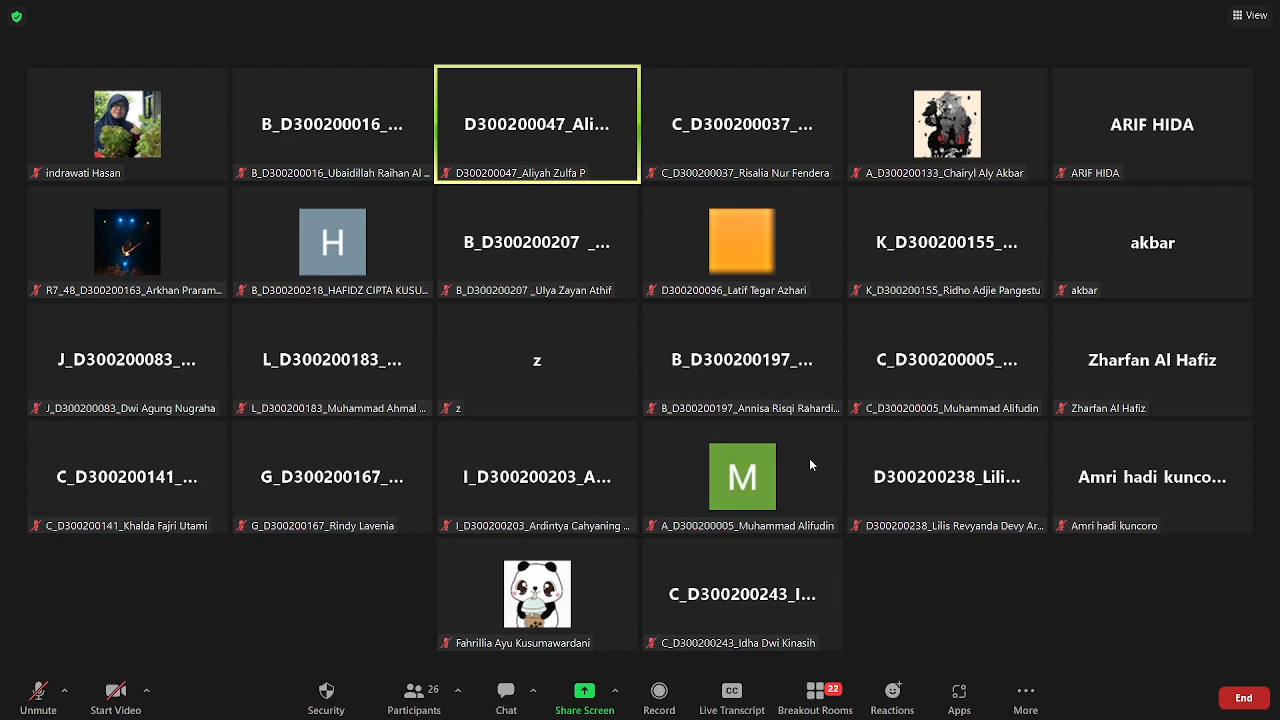 View
B_D300200016_...
D300200047_Ali...
C_D300200037_...
ARIF HIDA
indrawati Hasan
B_D300200016_Ubaidillah Raihan Al ...
D300200047_Aliyah Zulfa P
C_D300200037_Risalia Nur Fendera
A_D300200133_Chairyl Aly Akbar
ARIF HIDA
H
B_D300200207 _...
K_D300200155_...
akbar
R7_48_D300200163_Arkhan Praram...
B_D300200218_HAFIDZ CIPTA KUSU...
B_D300200207 _Ulya Zayan Athif
D300200096_Latif Tegar Azhari
K_D300200155_Ridho Adjie Pangestu
akbar
J_D300200083_...
L_D300200183_...
z
B_D300200197_...
C_D300200005_...
Zharfan Al Hafiz
J_D300200083_Dwi Agung Nugraha
L_D300200183_Muhammad Ahmal ...
z
B_D300200197_Annisa Risqi Rahardi...
C_D300200005_Muhammad Alifudin
Zharfan Al Hafiz
C_D300200141_...
G_D300200167_...
I_D300200203_A...
M
D300200238_Lili...
Amri hadi kunco...
C_D300200141_Khalda Fajri Utami
G_D300200167_Rindy Lavenia
I_D300200203_Ardintya Cahyaning ...
A_D300200005_Muhammad Alifudin
D300200238_Lilis Revyanda Devy Ar...
Amri hadi kuncoro
C_D300200243_I...
Fahrillia Ayu Kusumawardani
C_D300200243_Idha Dwi Kinasih
26
CC
22
Unmute
Start Video
Security
Participants
Chat
Share Screen
Record
Live Transcript
Breakout Rooms
Reactions
Apps
More
End